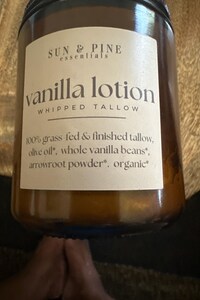 SUN & PINE
essentials
vanilla lotion
WHIPPED TALLOW
100% grass fed & finished tallow,
olive oil*, whole vanilla beans*,
arrowroot powder*, organic*